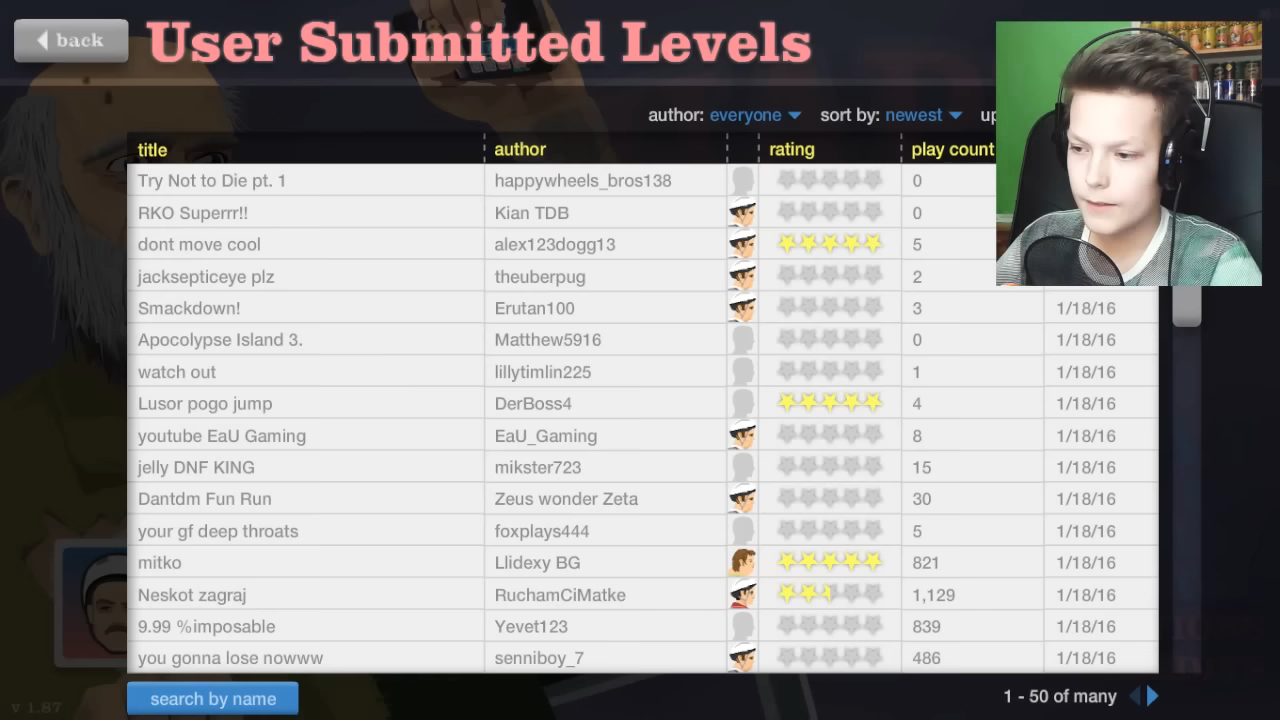 back
User Submitted Levels
author: everyone sort by: newest up
title author rating play count
Try Not to Die pt. 1 happywheels_bros138 0
RKO Superrr!! Kian TDB 0
dont move cool alex123dogg13 5
jacksepticeye plz theuberpug 2
Smackdown! Erutan100 3 1/18/16
Apocolypse Island 3. Matthew5916 0 1/18/16
watch out lillytimlin225 1 1/18/16
Lusor pogo jump DerBoss4 4 1/18/16
youtube EaU Gaming EaU_Gaming 8 1/18/16
jelly DNF KING mikster723 15 1/18/16
Dantdm Fun Run Zeus wonder Zeta 30 1/18/16
your gf deep throats foxplays444 5 1/18/16
mitko Llidexy BG 821 1/18/16
Neskot zagraj RuchamCiMatke 1,129 1/18/16
9.99 %imposable Yevet123 839 1/18/16
you gonna lose nowww senniboy_7 486 1/18/16
search by name 1 - 50 of many
v 1.87